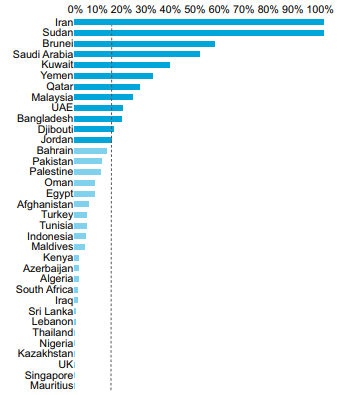 0% 10% 20% 30% 40% 50% 60% 70% 80% 90% 100%
Iran
Sudan
Brunei
Saudi Arabia
Kuwait
Yemen
Qatar
Malaysia
UAE
Bangladesh
Djibouti
Jordan
Bahrain
Pakistan
Palestine
Oman
Egypt
Afghanistan
Turkey
Tunisia
Indonesia
Maldives
Kenya
Azerbaijan
Algeria
South Africa
Iraq
Sri Lanka
Lebanon
Thailand
Nigeria
Kazakhstan
UK
Singapore
Mauritius